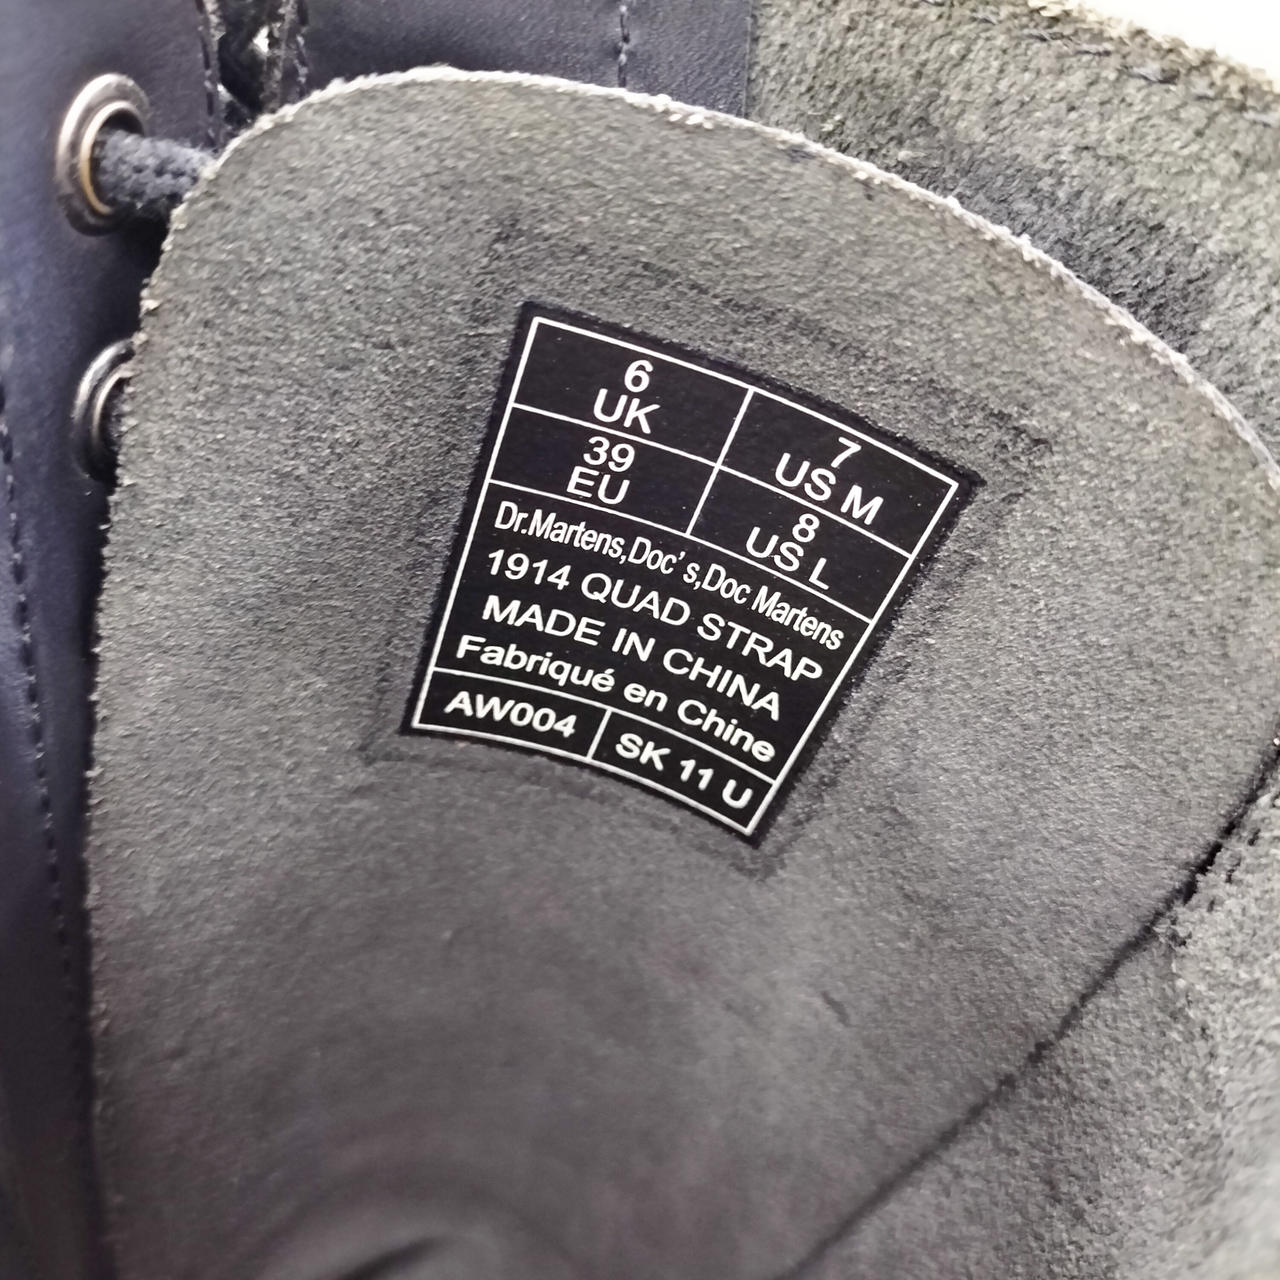 6
UK
7
US M
39
EU
8
US L
Dr.Martens,Doc's,Doc Martens
1914 QUAD STRAP
MADE IN CHINA
Fabriqué en Chine
AW004
SK 11 U